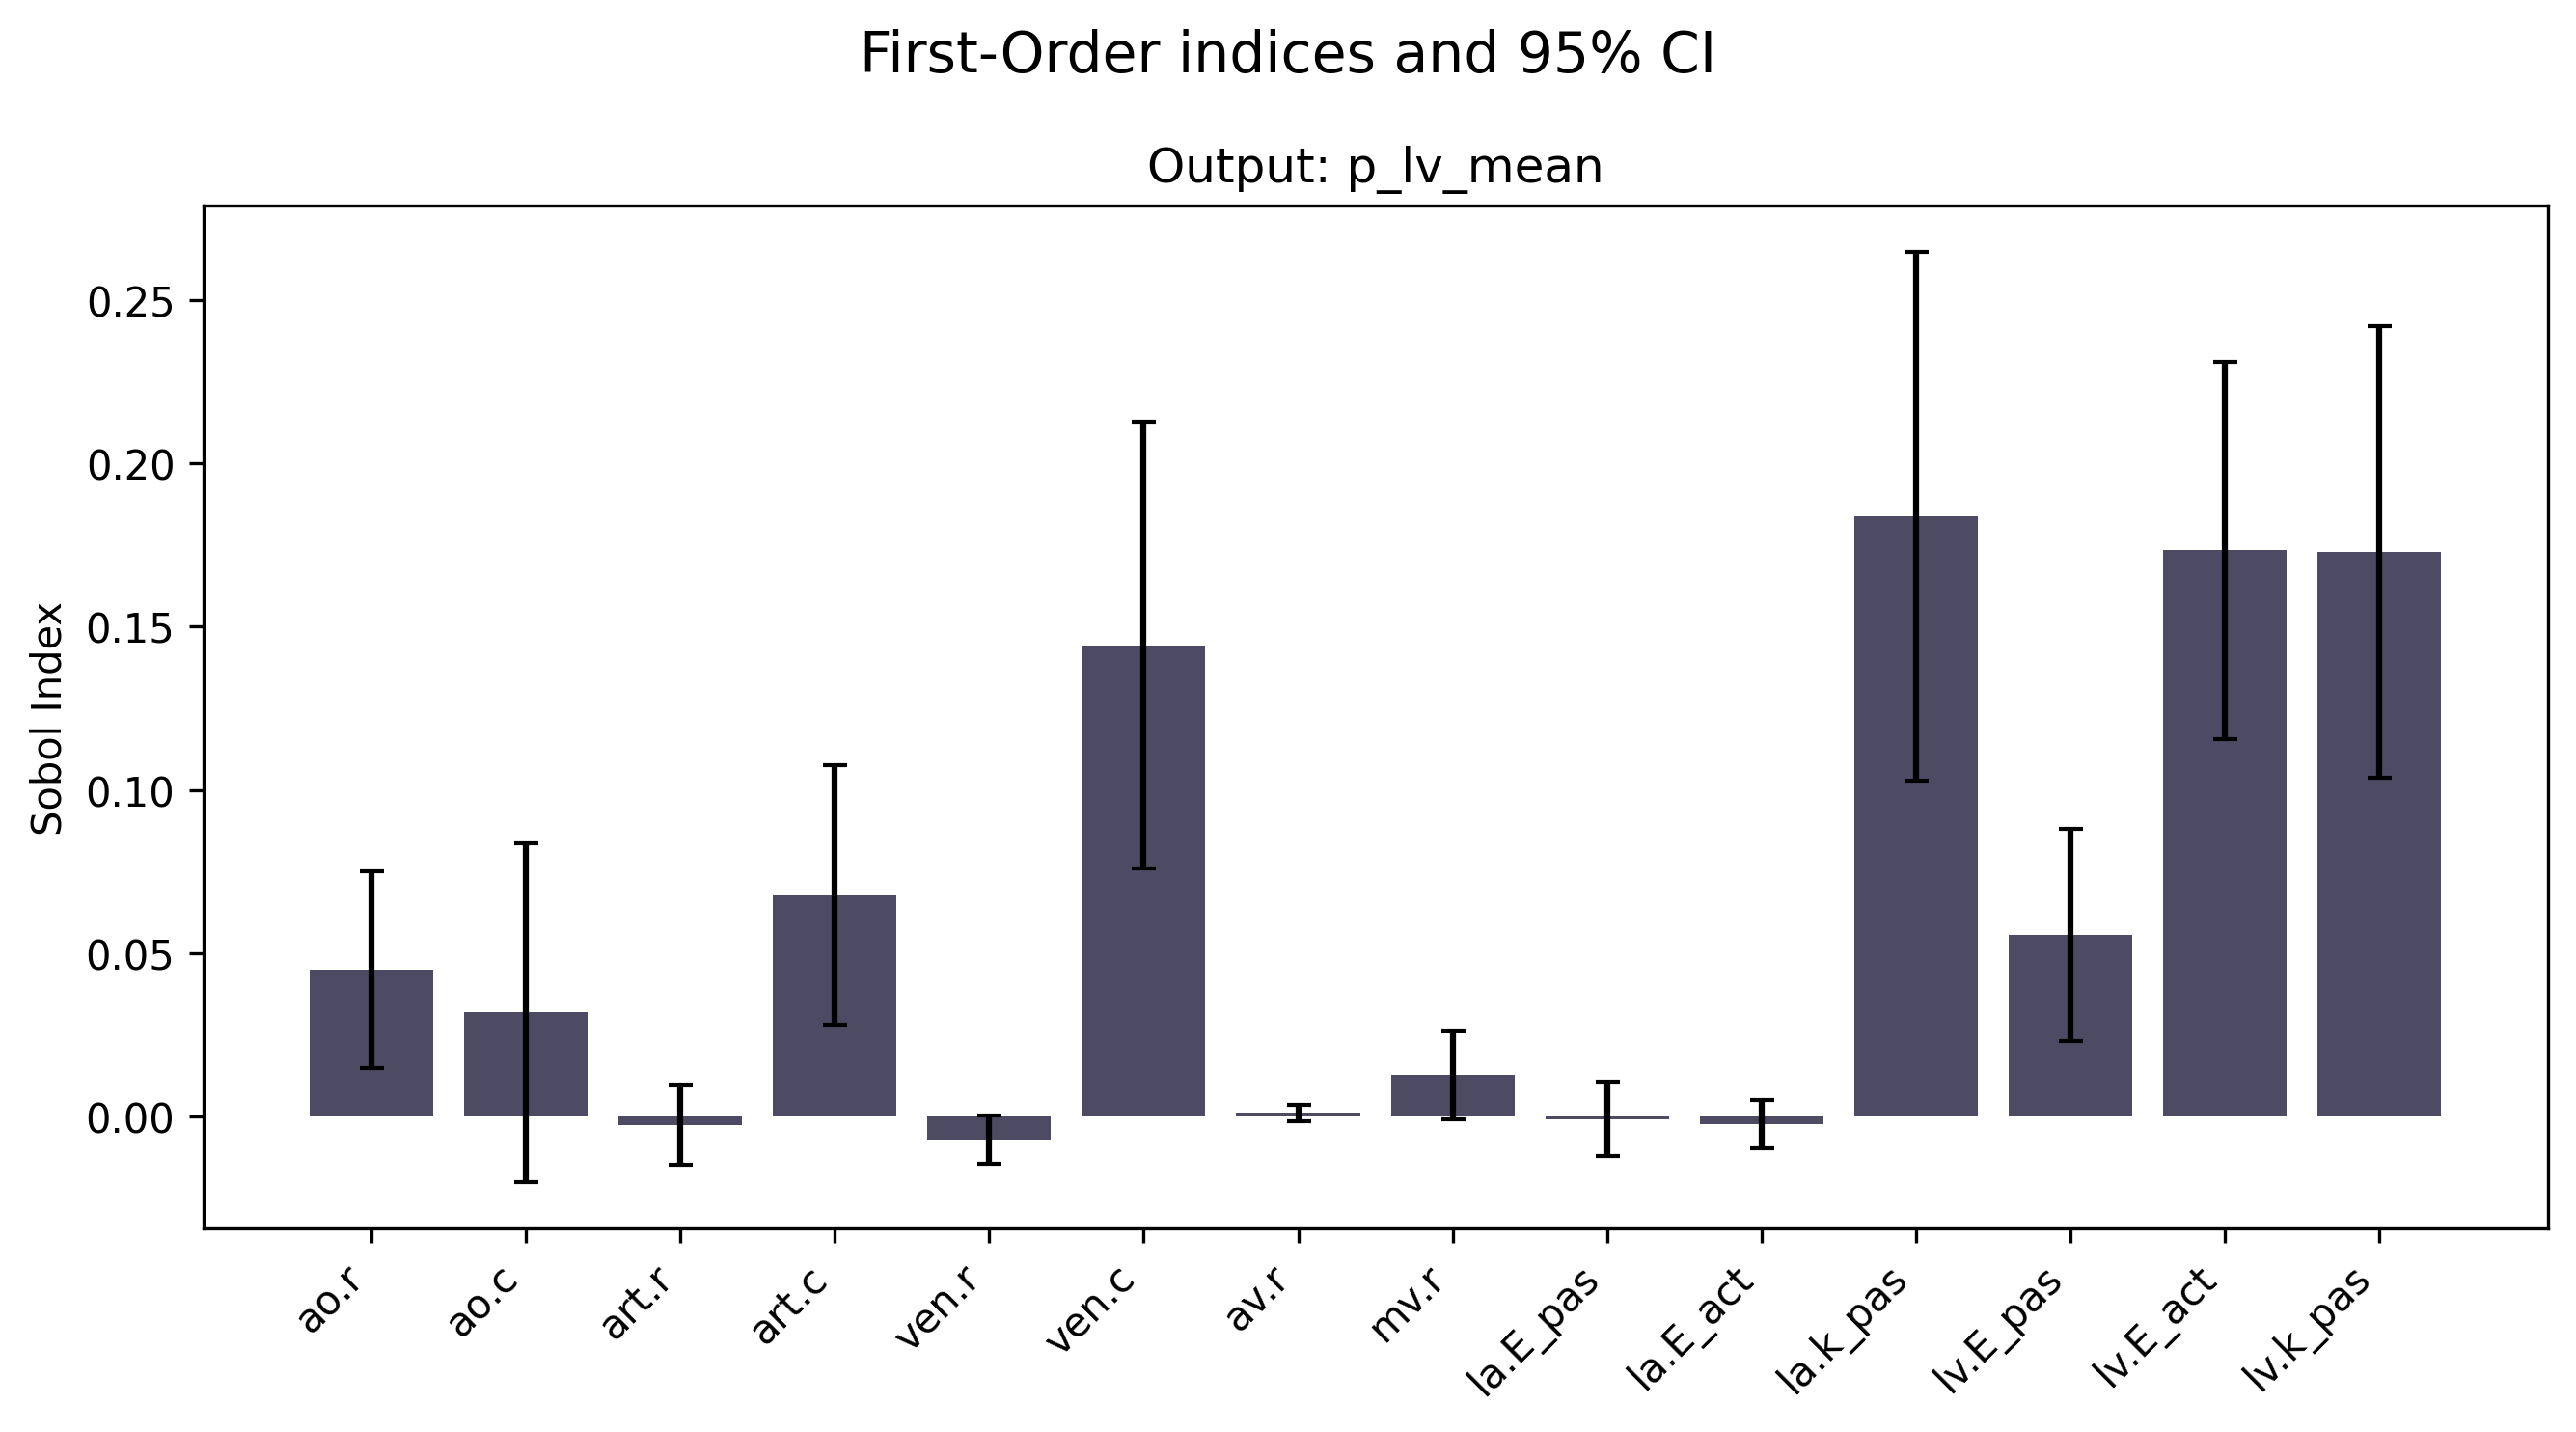 First-Order indices and 95% CI
Output: p_lv_mean
Sobol Index
0.25
0.20
0.15
0.10
0.05
0.00
ao.r
ao.c
art.r
art.c
ven.r
ven.c
av.r
mv.r
la.E_pas
la.E_act
la.k_pas
lv.E_pas
lv.E_act
lv.k_pas